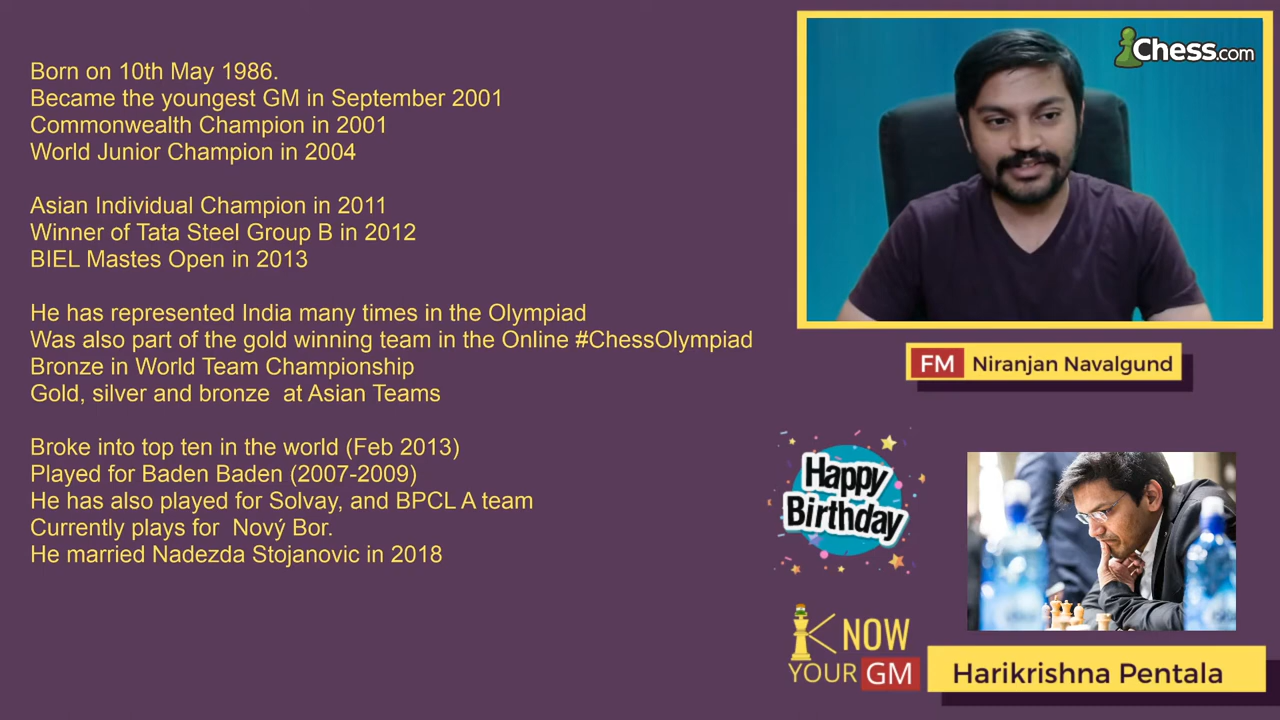 Born on 10th May 1986.
Became the youngest GM in September 2001
Commonwealth Champion in 2001
World Junior Champion in 2004
Asian Individual Champion in 2011
Winner of Tata Steel Group B in 2012
BIEL Mastes Open in 2013
He has represented India many times in the Olympiad
Was also part of the gold winning team in the Online #ChessOlympiad
Bronze in World Team Championship
Gold, silver and bronze  at Asian Teams
Broke into top ten in the world (Feb 2013)
Played for Baden Baden (2007-2009)
He has also played for Solvay, and BPCL A team
Currently plays for  Nový Bor.
He married Nadezda Stojanovic in 2018
Chess.com
FM Niranjan Navalgund
Happy
Birthday
KNOW
YOUR GM
Harikrishna Pentala